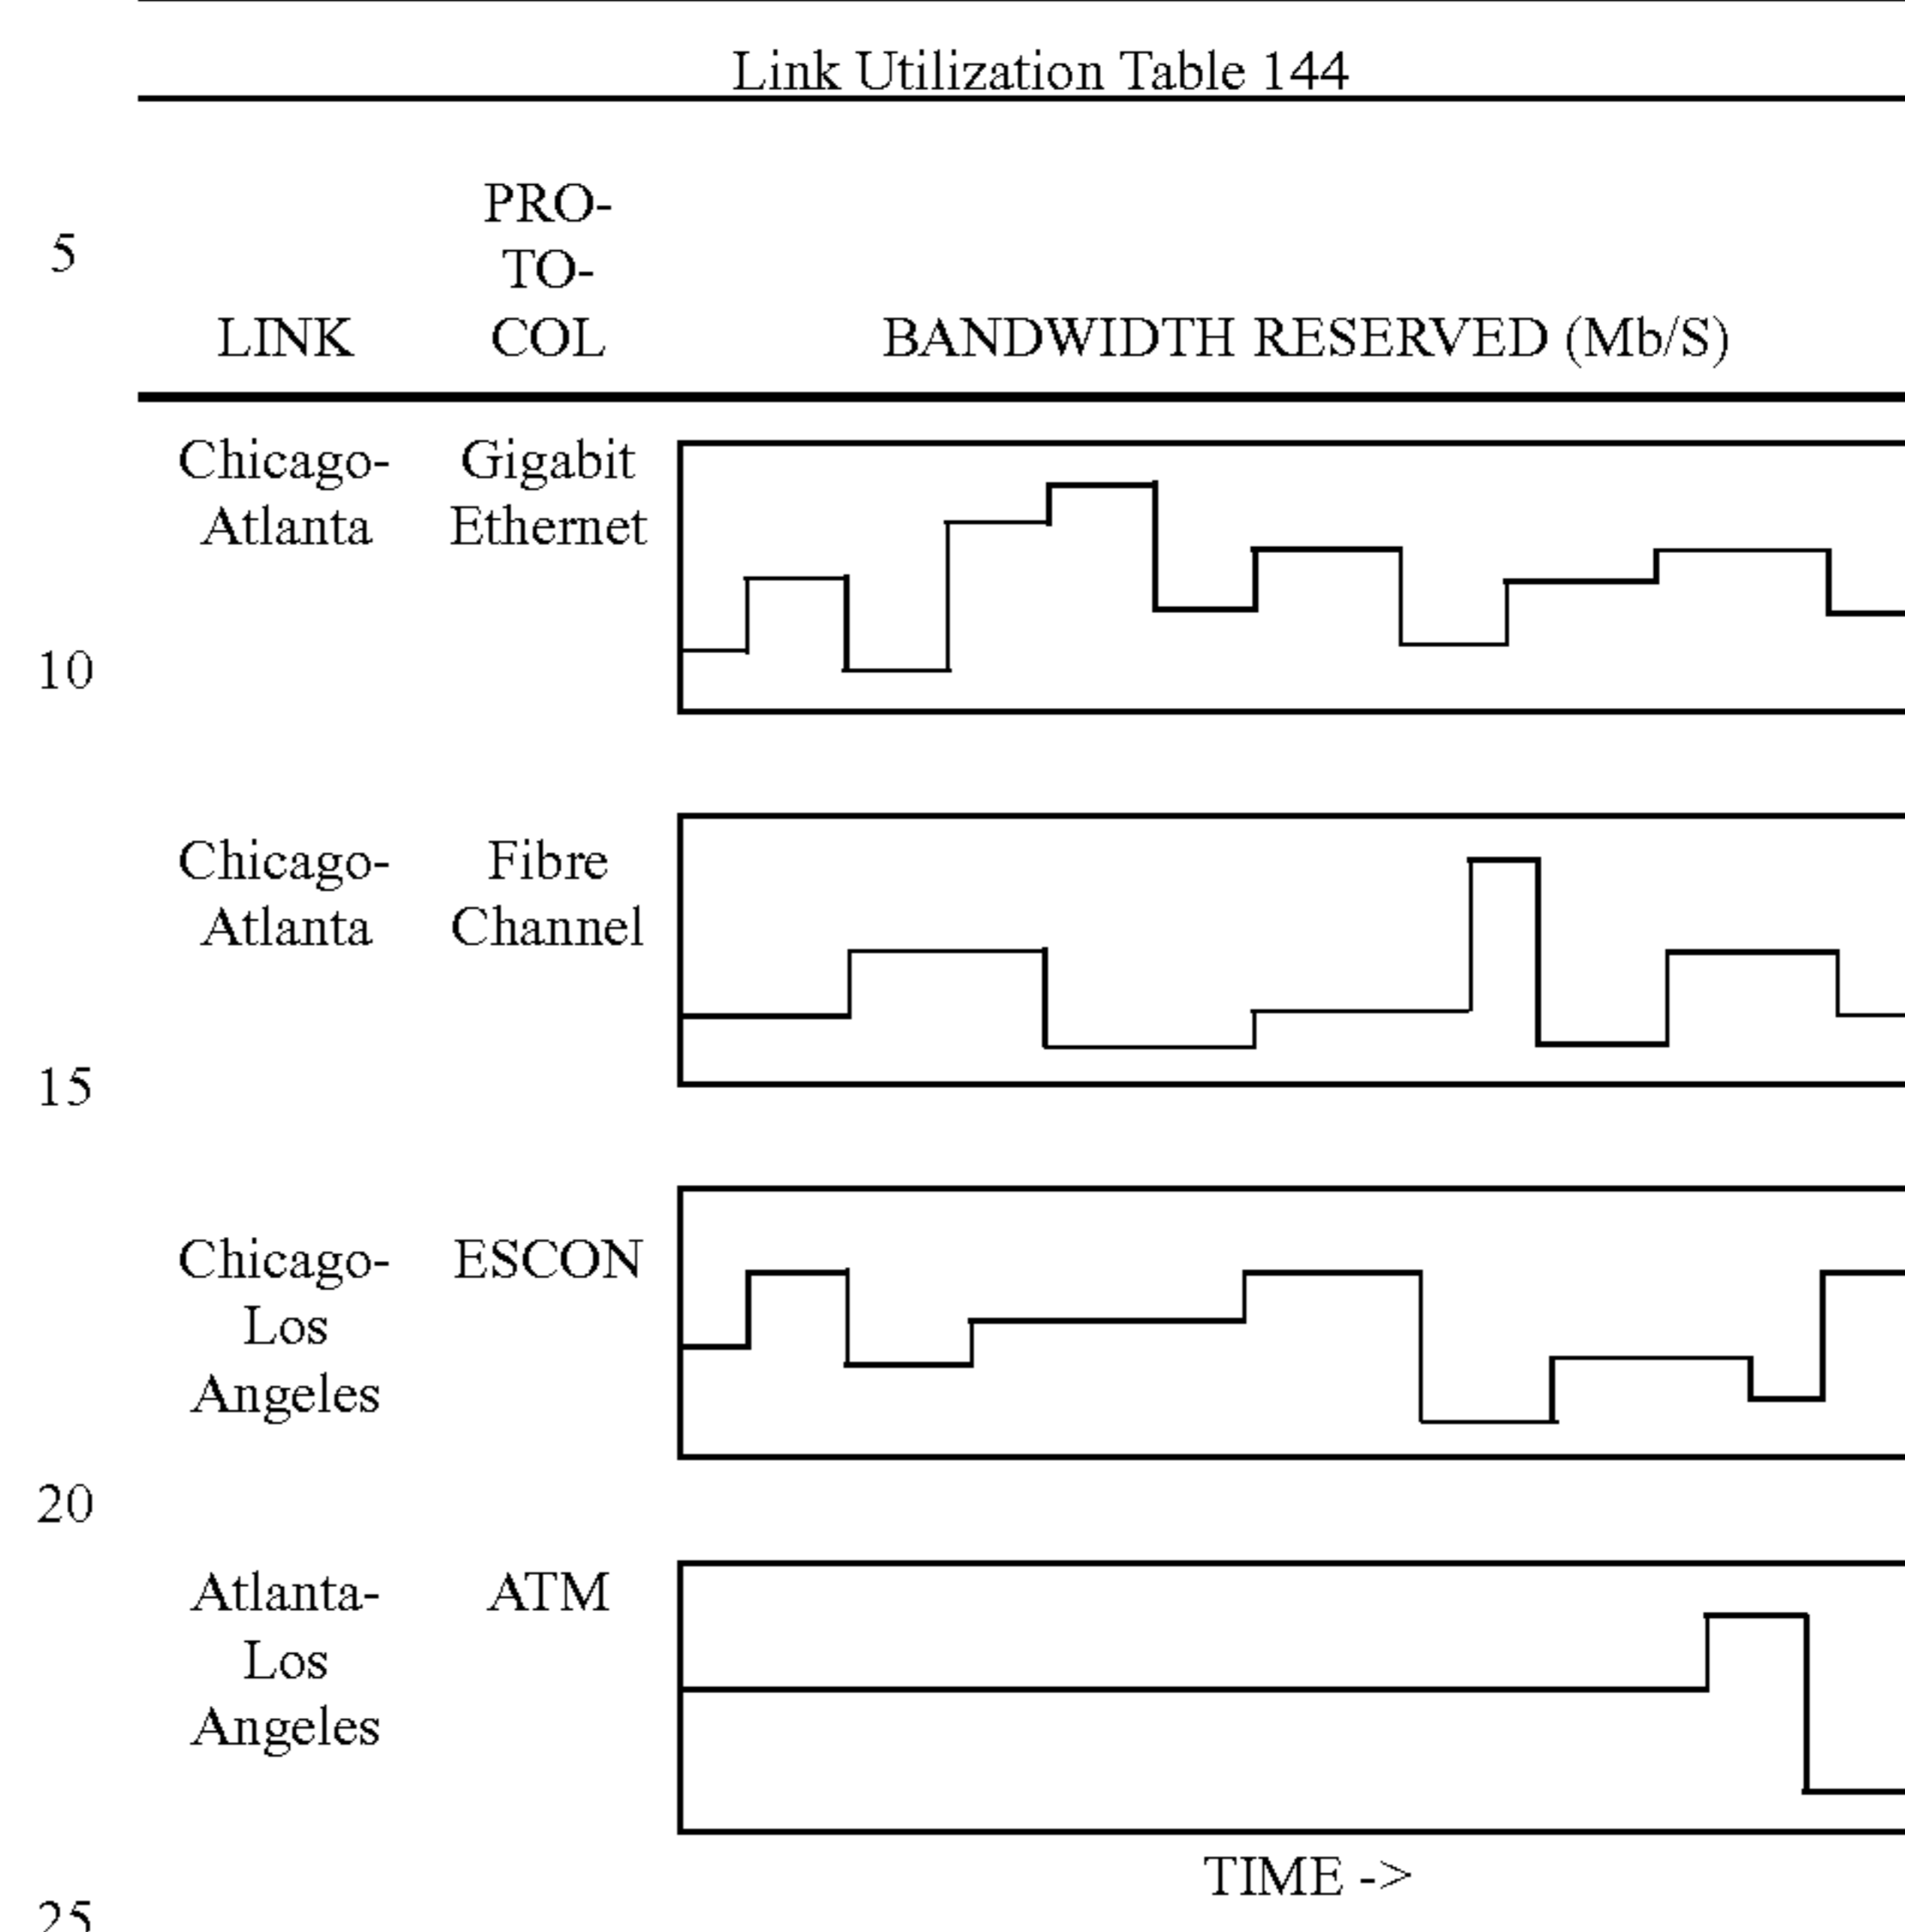 Link Utilization Table 144
PRO-
5
TO-
LINK COL BANDWIDTH RESERVED (Mb/S)
Chicago- Gigabit
Atlanta Ethernet
10
Chicago- Fibre
Atlanta Channel
15
Chicago- ESCON
Los
Angeles
20
Atlanta- ATM
Los
Angeles
TIME ->
25